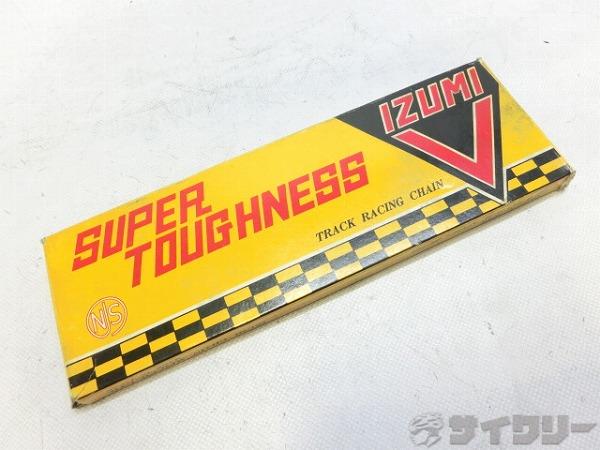 IZUMI
V
SUPER
TOUGHNESS
TRACK RACING CHAIN
NJS
サイクリー